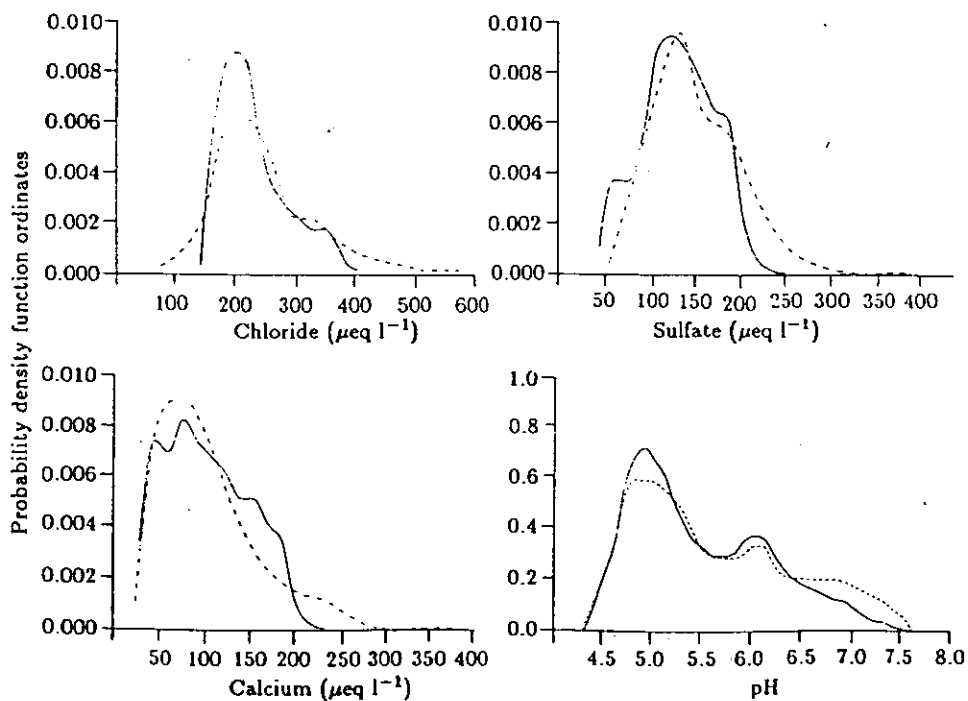 Probability density function ordinates
0.010
0.008
0.006
0.004
0.002
0.000
100 200 300 400 500 600
Chloride (μeq l⁻¹)
0.010
0.008
0.006
0.004
0.002
0.000
50 100 150 200 250 300 350 400
Sulfate (μeq l⁻¹)
0.010
0.008
0.006
0.004
0.002
0.000
50 100 150 200 250 300 350 400
Calcium (μeq l⁻¹)
1.0
0.8
0.6
0.4
0.2
0.0
4.5 5.0 5.5 6.0 6.5 7.0 7.5 8.0
pH